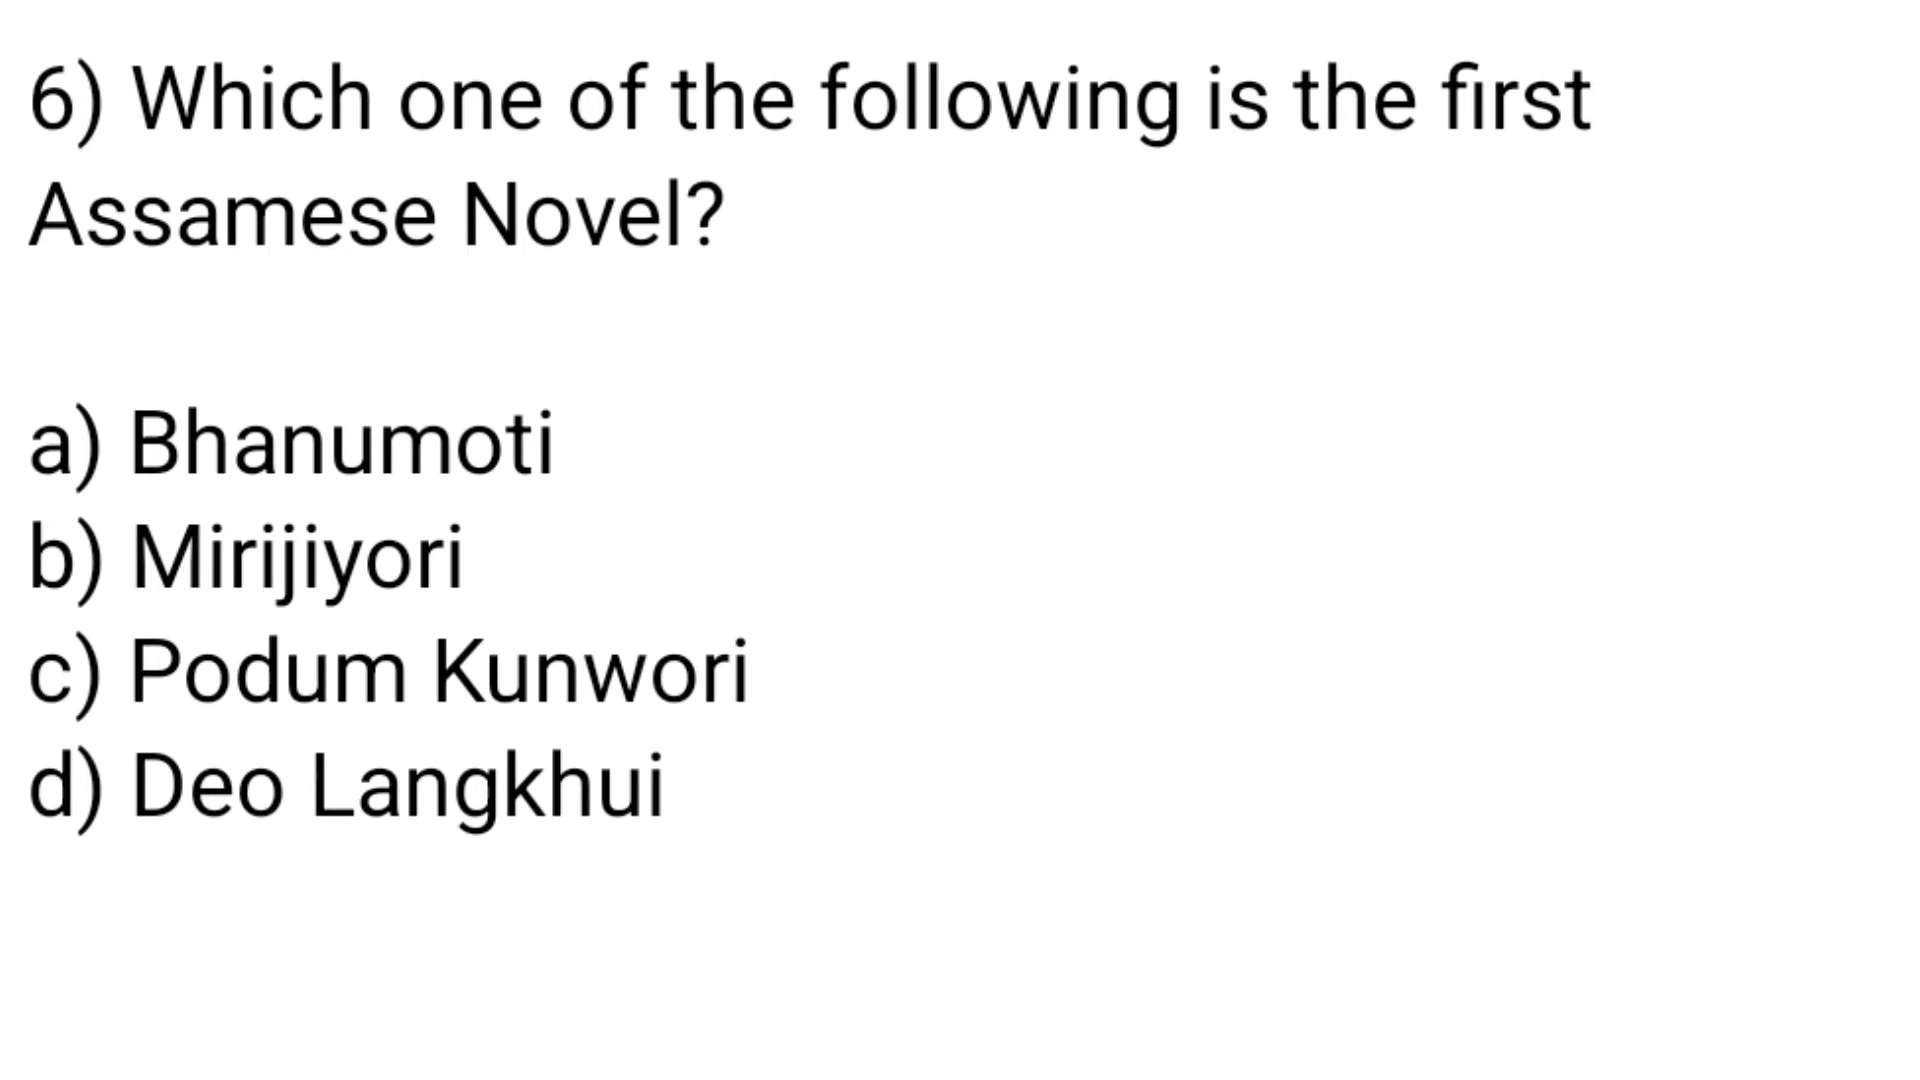 6) Which one of the following is the first
Assamese Novel?
a) Bhanumoti
b) Mirijiyori
c) Podum Kunwori
d) Deo Langkhui